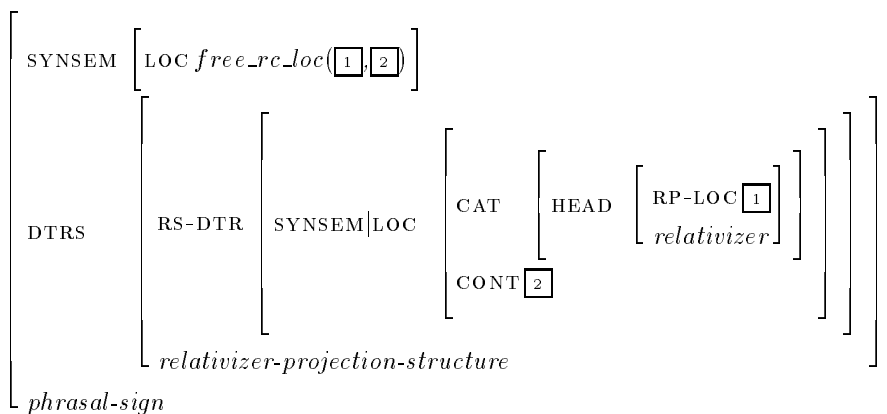 SYNSEM [LOC free_rc_loc(1,2)]
RP-LOC 1
CAT [HEAD
RS-DTR [SYNSEM|LOC
DTRS
relativizer
CONT 2
relativizer-projection-structure
phrasal-sign